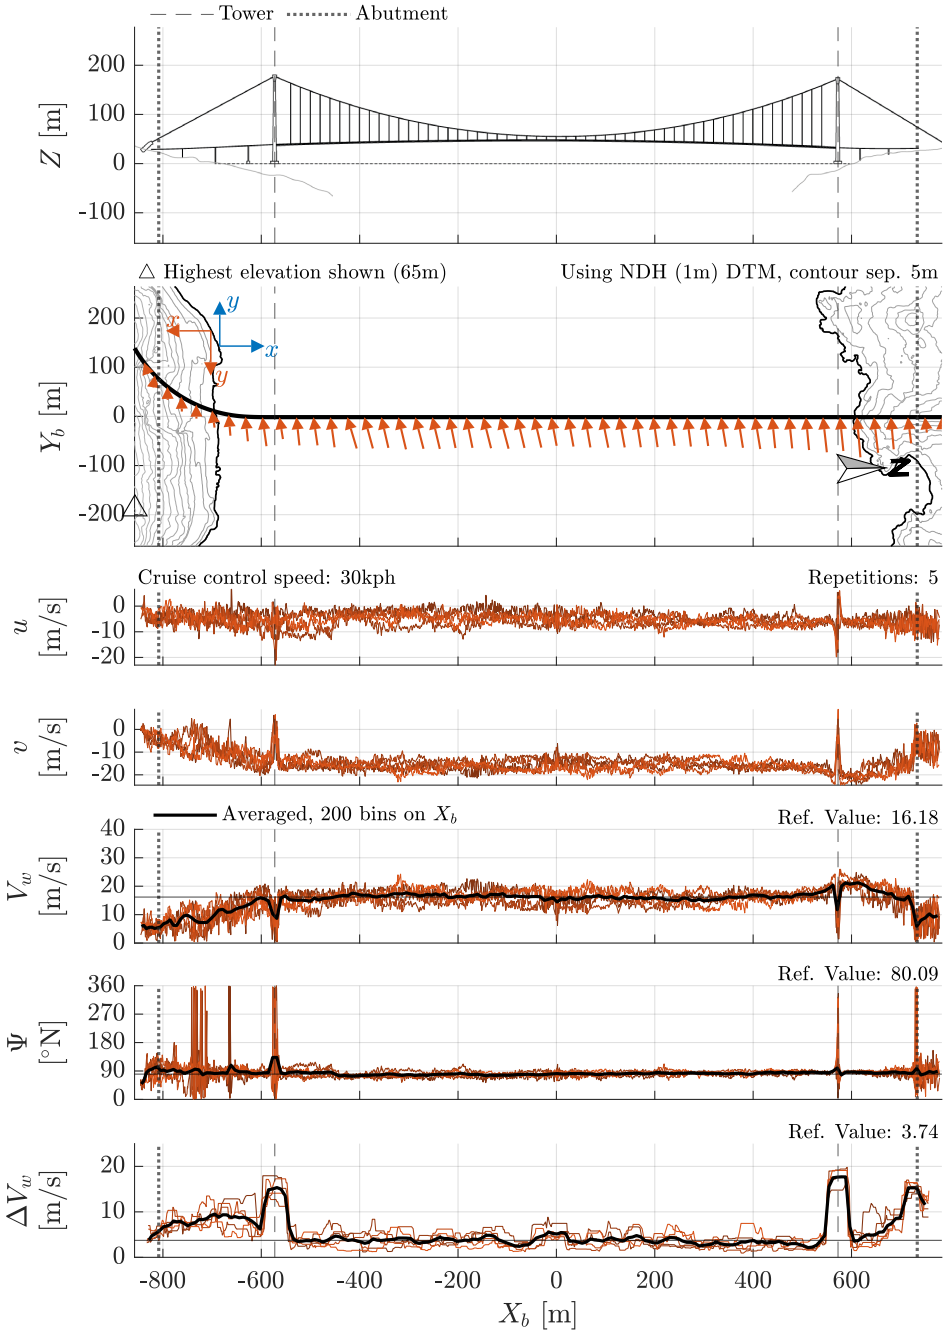 Tower Abutment
Z [m]
200
100
0
-100
△ Highest elevation shown (65m) Using NDH (1m) DTM, contour sep. 5m
Y_b [m]
200
100
0
-100
-200
y
x
x
y
N
Cruise control speed: 30kph Repetitions: 5
u [m/s]
0
-10
-20
v [m/s]
0
-10
-20
Averaged, 200 bins on X_b Ref. Value: 16.18
V_w [m/s]
40
30
20
10
0
Ref. Value: 80.09
Ψ [°N]
360
270
180
90
0
Ref. Value: 3.74
ΔV_w [m/s]
20
10
0
-800 -600 -400 -200 0 200 400 600
X_b [m]